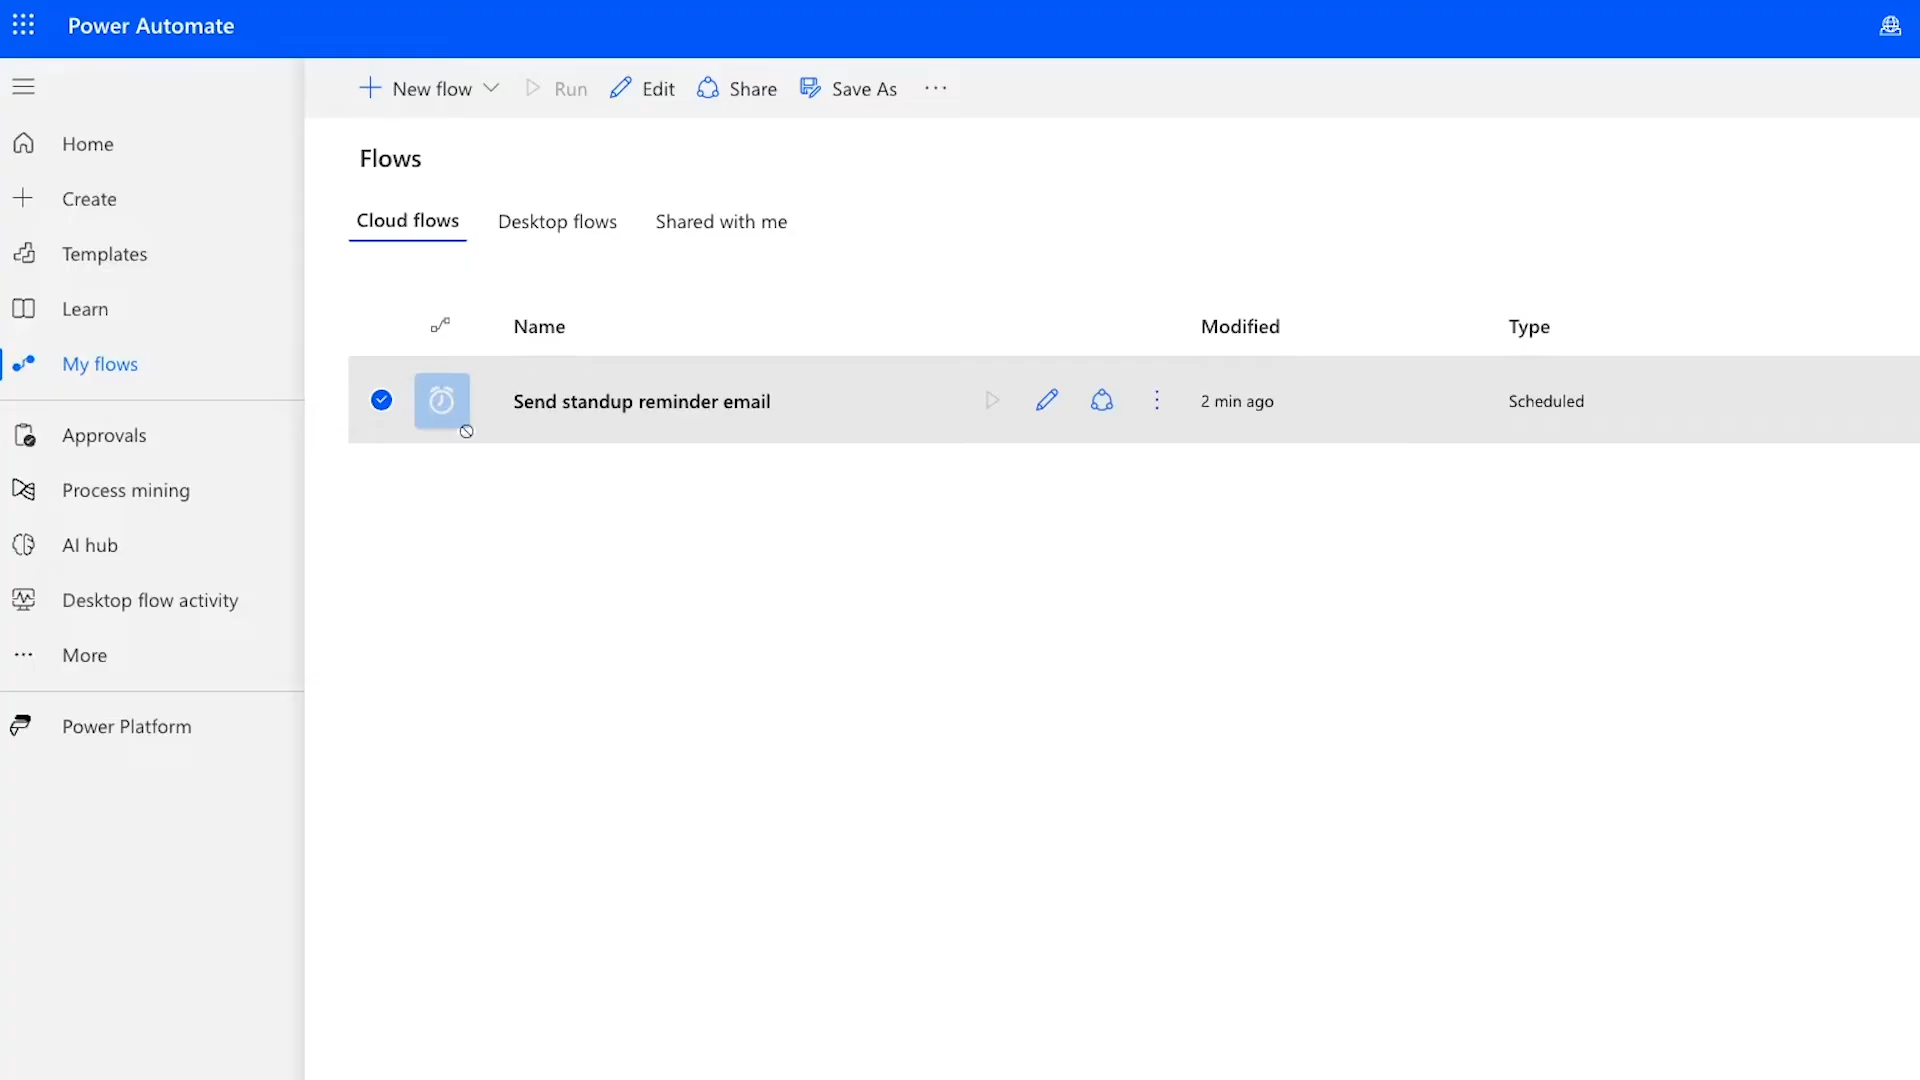 Power Automate
New flow
Run
Edit
Share
Save As
Home
Create
Templates
Learn
My flows
Approvals
Process mining
AI hub
Desktop flow activity
More
Power Platform
Flows
Cloud flows
Desktop flows
Shared with me
Name
Modified
Type
Send standup reminder email
2 min ago
Scheduled